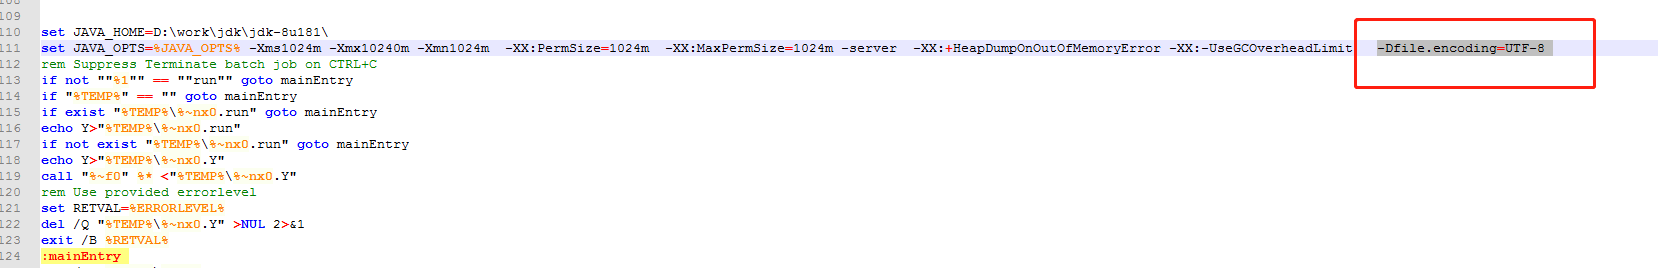 109
110 set JAVA_HOME=D:\work\jdk\jdk-8u181\
111 set JAVA_OPTS=%JAVA_OPTS% -Xms1024m -Xmx10240m -Xmn1024m  -XX:PermSize=1024m  -XX:MaxPermSize=1024m -server  -XX:+HeapDumpOnOutOfMemoryError -XX:-UseGCOverheadLimit   -Dfile.encoding=UTF-8
112 rem Suppress Terminate batch job on CTRL+C
113 if not ""%1"" == ""run"" goto mainEntry
114 if "%TEMP%" == "" goto mainEntry
115 if exist "%TEMP%\%~nx0.run" goto mainEntry
116 echo Y>"%TEMP%\%~nx0.run"
117 if not exist "%TEMP%\%~nx0.run" goto mainEntry
118 echo Y>"%TEMP%\%~nx0.Y"
119 call "%~f0" %* <"%TEMP%\%~nx0.Y"
120 rem Use provided errorlevel
121 set RETVAL=%ERRORLEVEL%
122 del /Q "%TEMP%\%~nx0.Y" >NUL 2>&1
123 exit /B %RETVAL%
124 :mainEntry